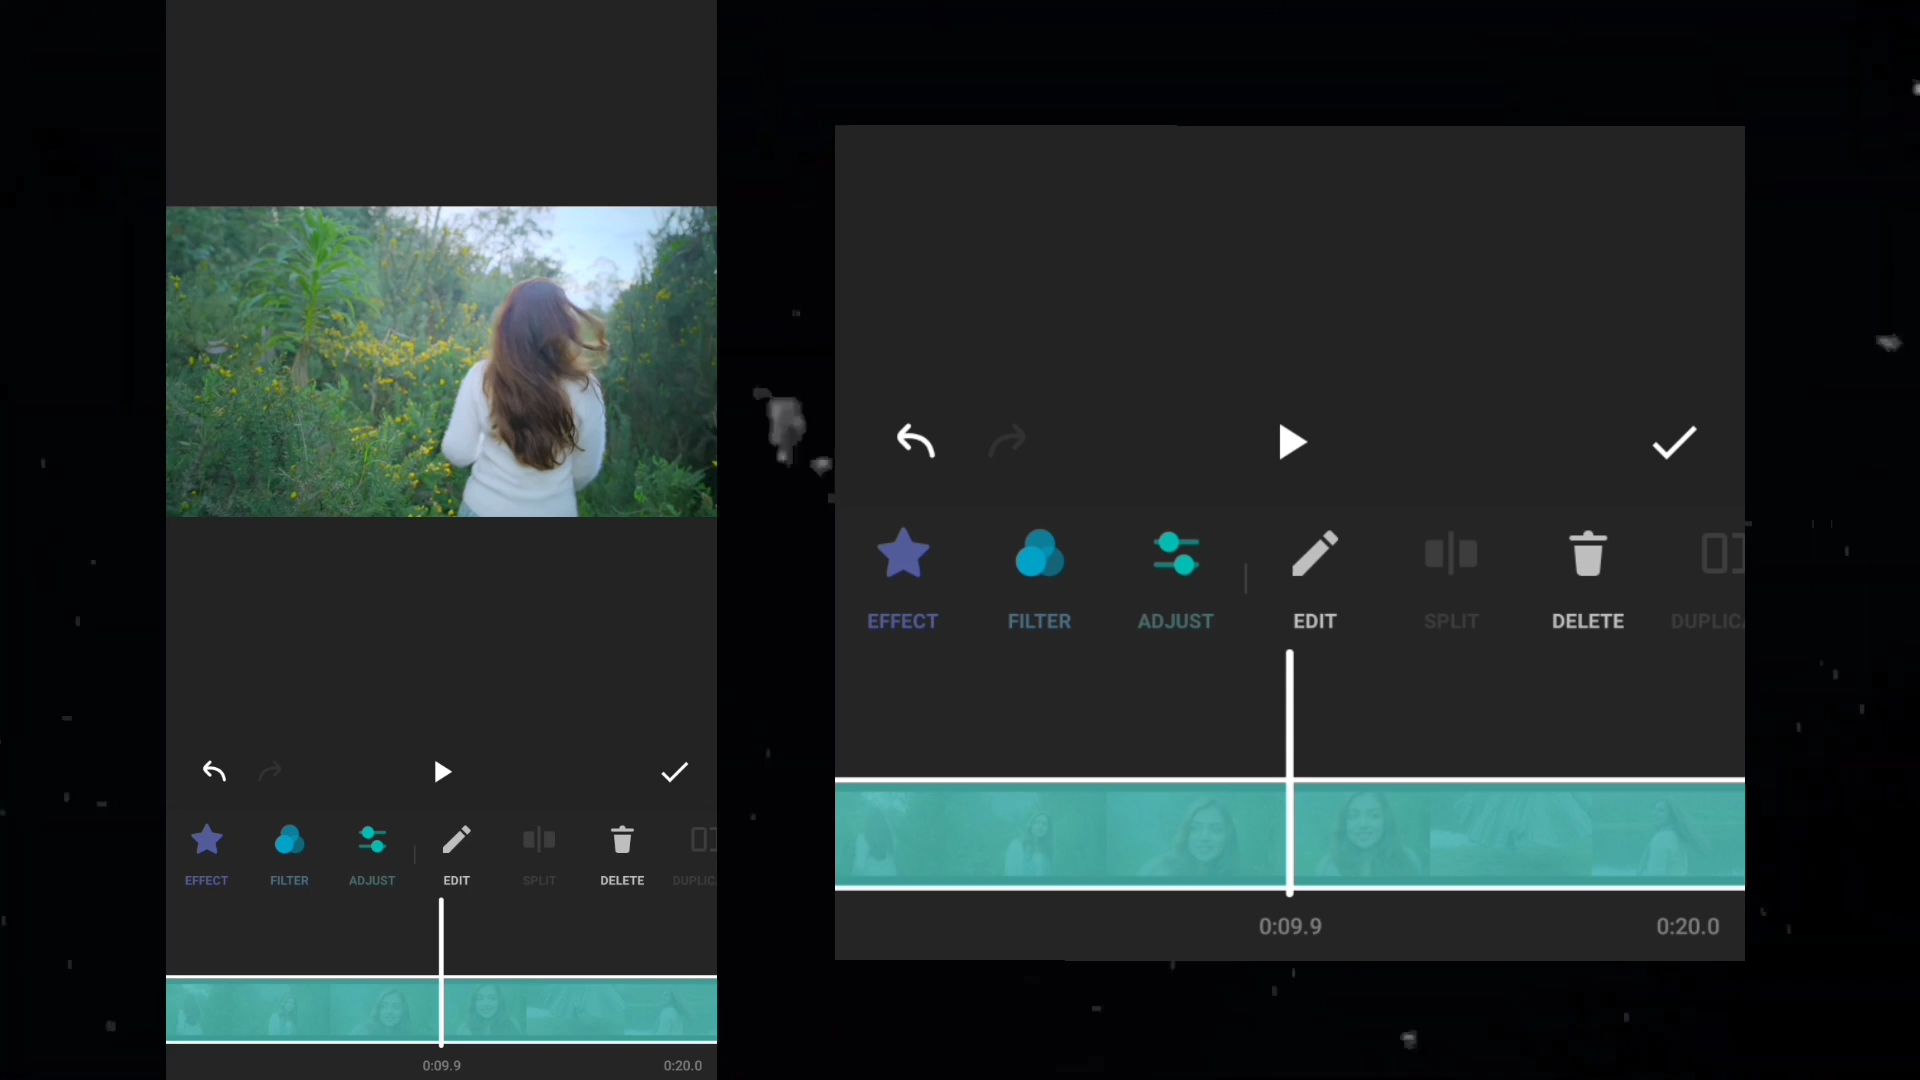 EFFECT FILTER ADJUST EDIT SPLIT DELETE DUPLIC
0:09.9 0:20.0
EFFECT FILTER ADJUST EDIT SPLIT DELETE DUPLICA
0:09.9 0:20.0